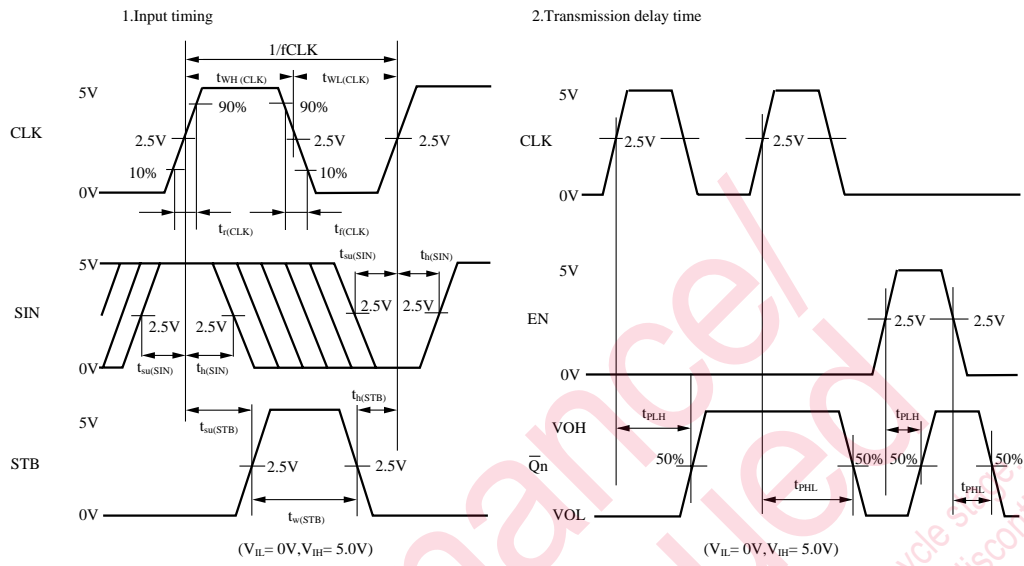 1.Input timing
1/fCLK
tWH (CLK) tWL(CLK)
5V
90% 90%
CLK
2.5V 2.5V 2.5V
10% 10%
0V
tr(CLK) tf(CLK)
tsu(SIN) th(SIN)
5V
2.5V 2.5V
SIN
2.5V 2.5V
tsu(SIN) th(SIN)
0V
th(STB)
5V
tsu(STB)
STB
2.5V 2.5V
0V
tw(STB)
(VIL= 0V,VIH= 5.0V)
2.Transmission delay time
5V
CLK
2.5V 2.5V
0V
5V
EN
2.5V 2.5V
0V
VOH
tPLH tPLH
Q̅n
50% 50% 50% 50%
tPHL tPHL
VOL
(VIL= 0V,VIH= 5.0V)